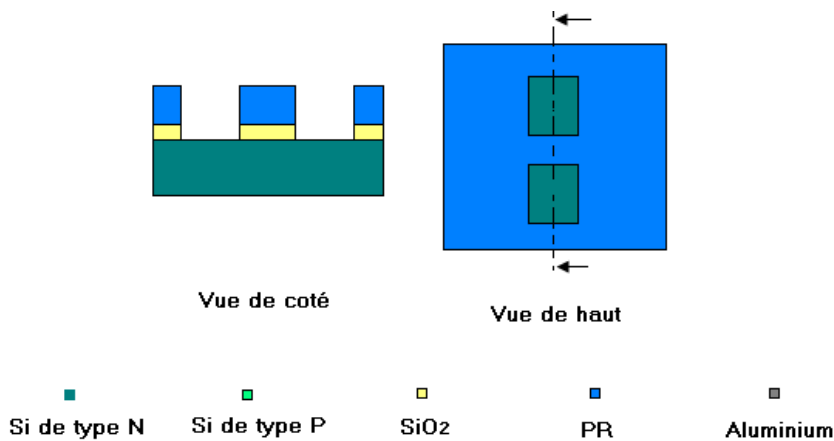 Vue de coté
Vue de haut
Si de type N
Si de type P
SiO2
PR
Aluminium